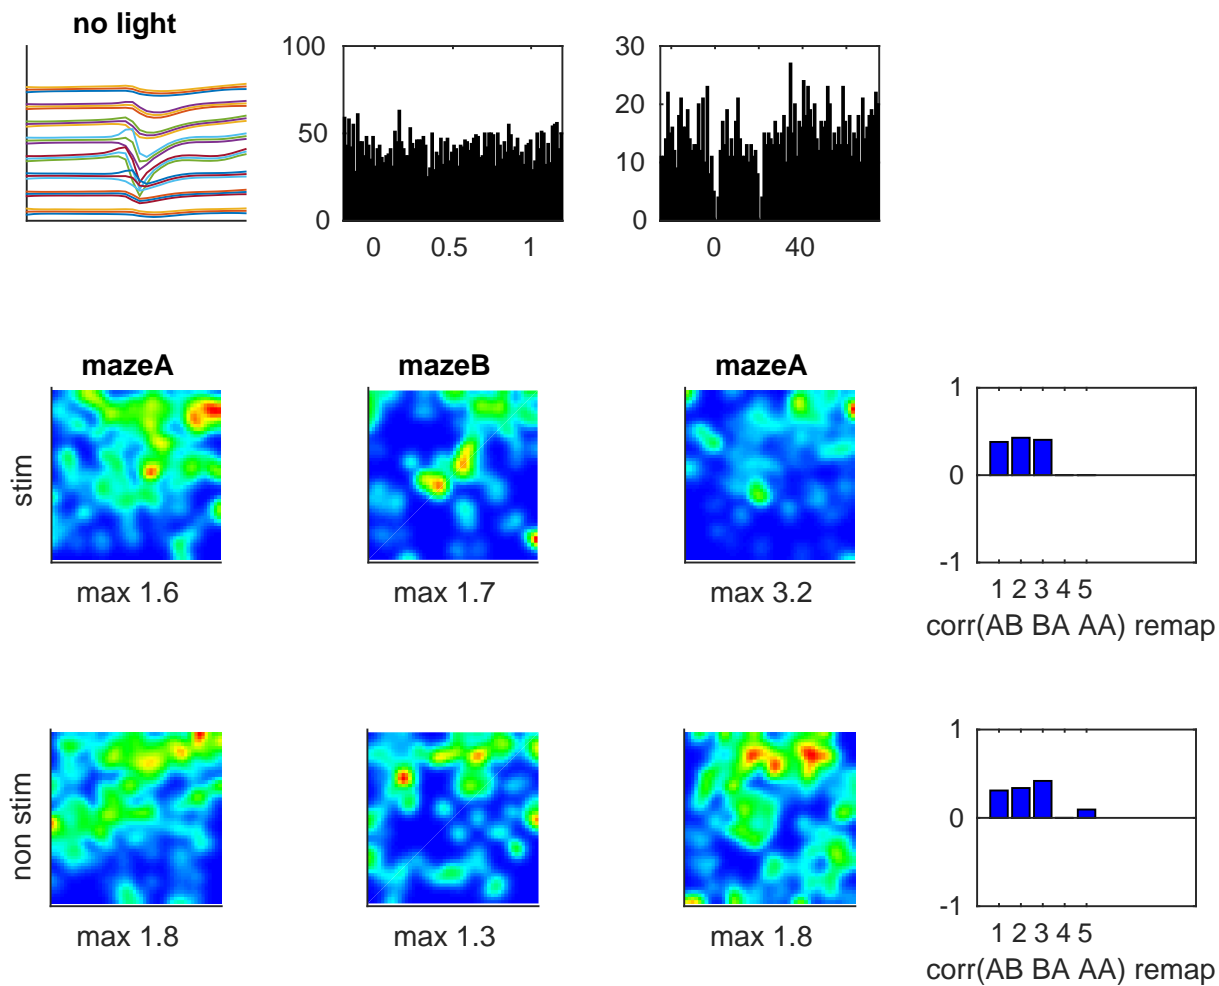 no light
100
50
0
0 0.5 1
30
20
10
0
0 40
mazeA mazeB mazeA
stim
max 1.6 max 1.7 max 3.2
1
0
-1
1 2 3 4 5
corr(AB BA AA) remap
non stim
max 1.8 max 1.3 max 1.8
1
0
-1
1 2 3 4 5
corr(AB BA AA) remap